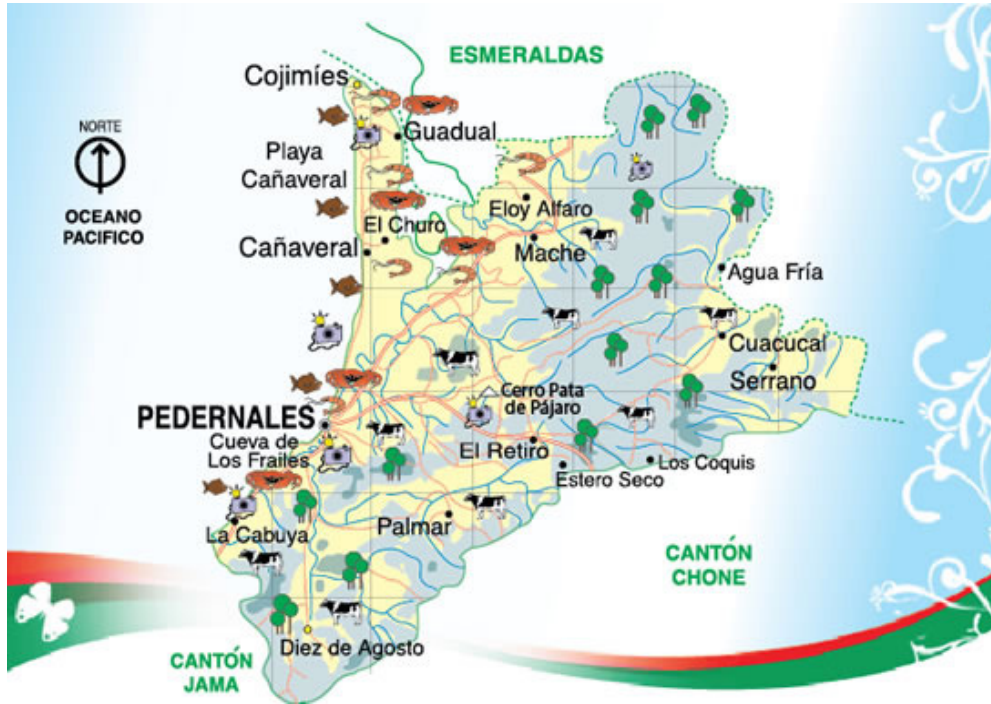 ESMERALDAS
Cojimíes
NORTE
Guadual
Playa
Cañaveral
OCEANO
PACIFICO
Eloy Alfaro
El Churo
Cañaveral
Mache
Agua Fría
Cuacucal
Serrano
Cerro Pata
de Pájaro
PEDERNALES
Cueva de
Los Frailes
El Retiro
Los Coquis
Estero Seco
La Cabuya
Palmar
CANTÓN
CHONE
Diez de Agosto
CANTÓN
JAMA